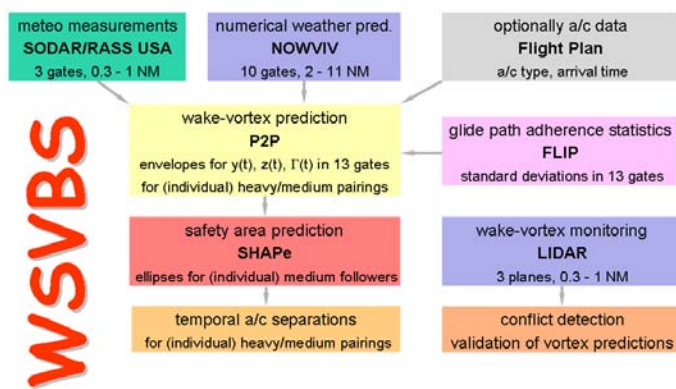 meteo measurements
SODAR/RASS USA
3 gates, 0.3 - 1 NM
numerical weather pred.
NOWVIV
10 gates, 2 - 11 NM
optionally a/c data
Flight Plan
a/c type, arrival time
wake-vortex prediction
P2P
envelopes for y(t), z(t), Γ(t) in 13 gates
for (individual) heavy/medium pairings
glide path adherence statistics
FLIP
standard deviations in 13 gates
safety area prediction
SHAPe
ellipses for (individual) medium followers
wake-vortex monitoring
LIDAR
3 planes, 0.3 - 1 NM
temporal a/c separations
for (individual) heavy/medium pairings
conflict detection
validation of vortex predictions
WSVBS